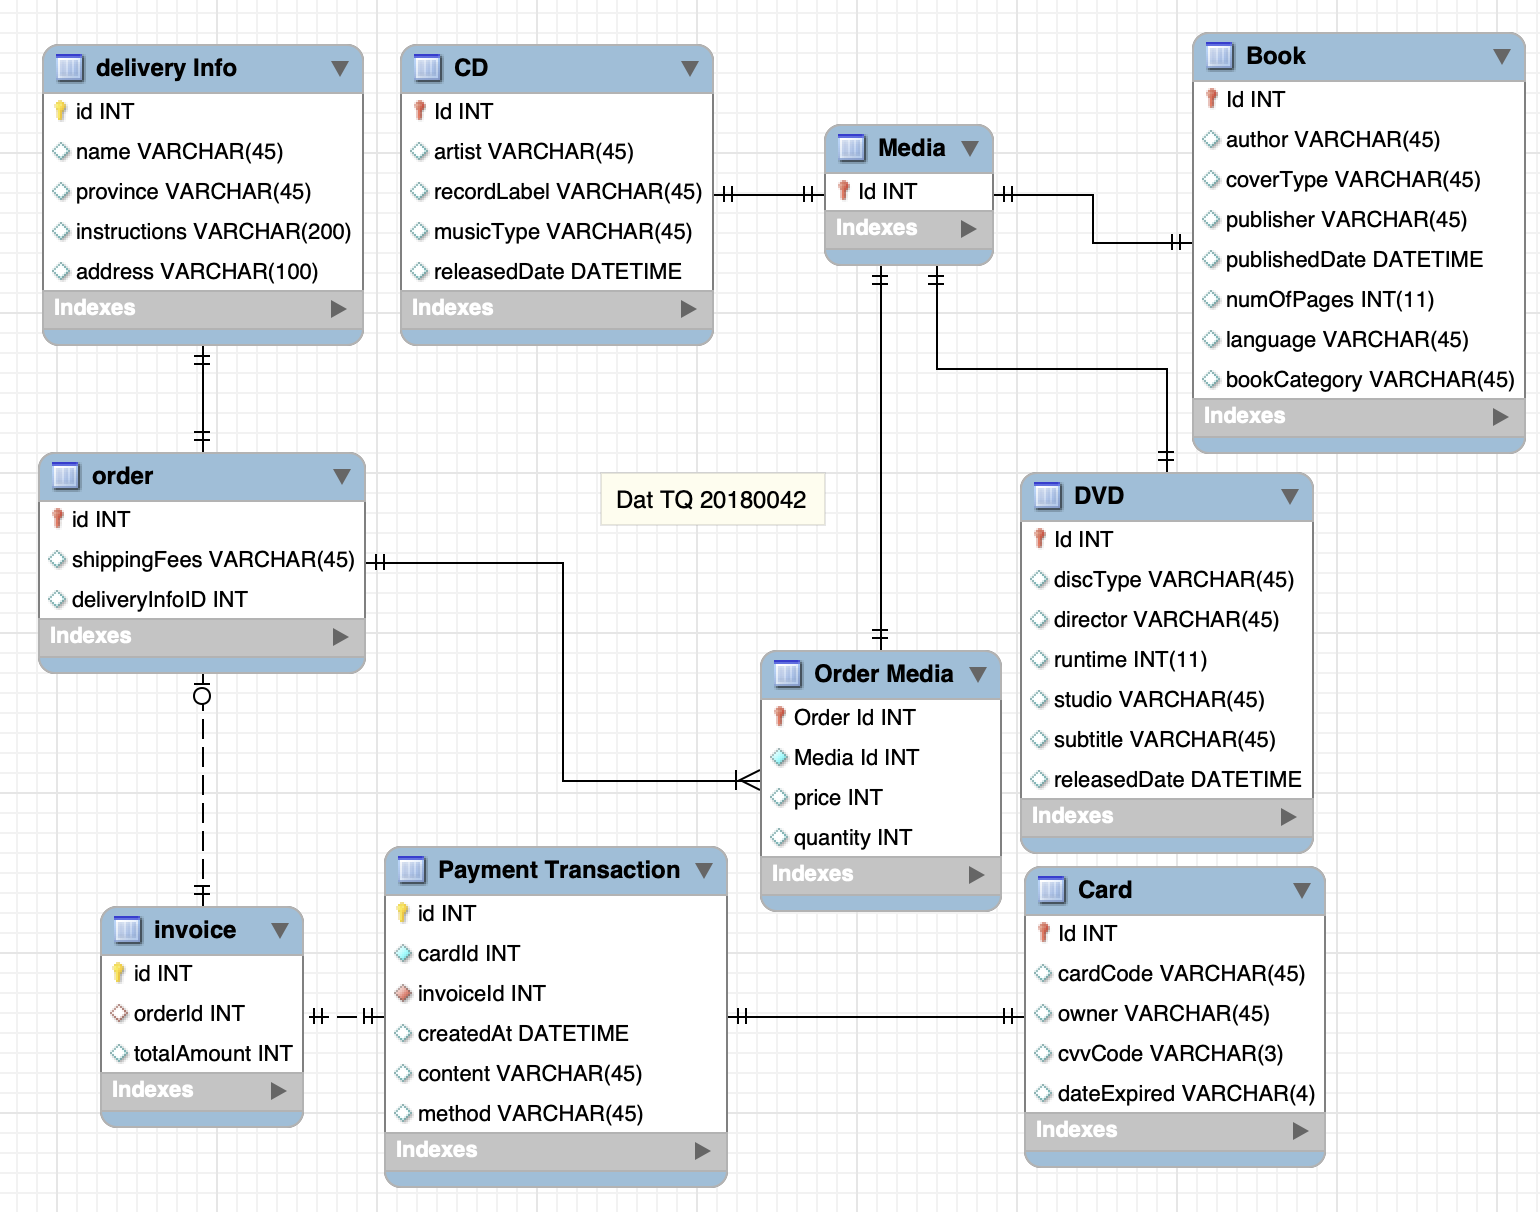 delivery Info
id INT
name VARCHAR(45)
province VARCHAR(45)
instructions VARCHAR(200)
address VARCHAR(100)
Indexes
CD
Id INT
artist VARCHAR(45)
recordLabel VARCHAR(45)
musicType VARCHAR(45)
releasedDate DATETIME
Indexes
Media
Id INT
Indexes
Book
Id INT
author VARCHAR(45)
coverType VARCHAR(45)
publisher VARCHAR(45)
publishedDate DATETIME
numOfPages INT(11)
language VARCHAR(45)
bookCategory VARCHAR(45)
Indexes
order
id INT
shippingFees VARCHAR(45)
deliveryInfoID INT
Indexes
Dat TQ 20180042
DVD
Id INT
discType VARCHAR(45)
director VARCHAR(45)
runtime INT(11)
studio VARCHAR(45)
subtitle VARCHAR(45)
releasedDate DATETIME
Indexes
Order Media
Order Id INT
Media Id INT
price INT
quantity INT
Indexes
invoice
id INT
orderId INT
totalAmount INT
Indexes
Payment Transaction
id INT
cardId INT
invoiceId INT
createdAt DATETIME
content VARCHAR(45)
method VARCHAR(45)
Indexes
Card
Id INT
cardCode VARCHAR(45)
owner VARCHAR(45)
cvvCode VARCHAR(3)
dateExpired VARCHAR(4)
Indexes